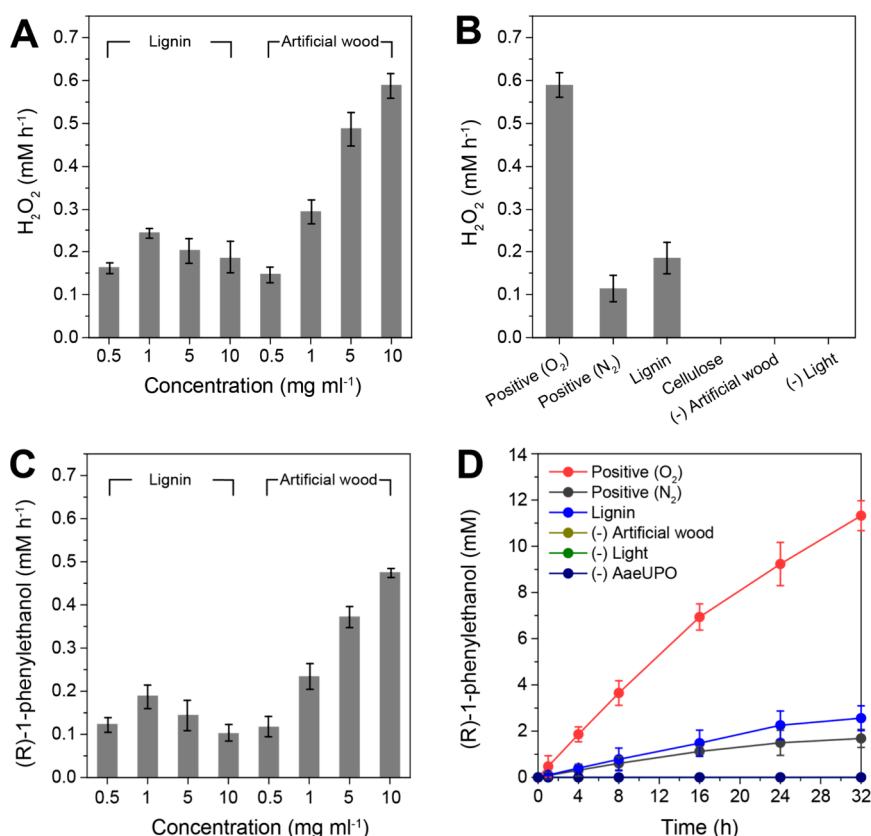 A
Lignin
Artificial wood
H₂O₂ (mM h⁻¹)
0.7
0.6
0.5
0.4
0.3
0.2
0.1
0.0
0.5 1 5 10 0.5 1 5 10
Concentration (mg ml⁻¹)
B
H₂O₂ (mM h⁻¹)
0.7
0.6
0.5
0.4
0.3
0.2
0.1
0.0
Positive (O₂)
Positive (N₂)
Lignin
Cellulose
(-) Artificial wood
(-) Light
C
Lignin
Artificial wood
(R)-1-phenylethanol (mM h⁻¹)
0.7
0.6
0.5
0.4
0.3
0.2
0.1
0.0
0.5 1 5 10 0.5 1 5 10
Concentration (mg ml⁻¹)
D
Positive (O₂)
Positive (N₂)
Lignin
(-) Artificial wood
(-) Light
(-) AaeUPO
(R)-1-phenylethanol (mM)
14
12
10
8
6
4
2
0
0 4 8 12 16 20 24 28 32
Time (h)